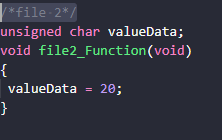 /*file 2*/
unsigned char valueData;
void file2_Function(void)
{
 valueData = 20;
}